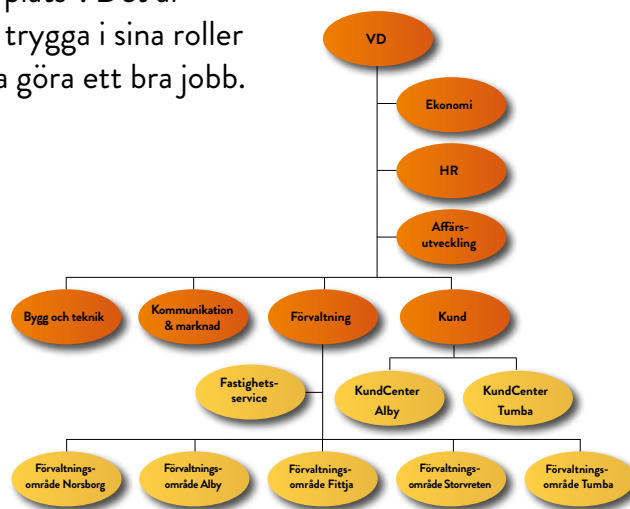 trygga i sina roller
göra ett bra jobb.
VD
Ekonomi
HR
Affärs-
utveckling
Bygg och teknik
Kommunikation
& marknad
Förvaltning
Kund
Fastighets-
service
KundCenter
Alby
KundCenter
Tumba
Förvaltnings-
område Norsborg
Förvaltnings-
område Alby
Förvaltnings-
område Fittja
Förvaltnings-
område Storvreten
Förvaltnings-
område Tumba